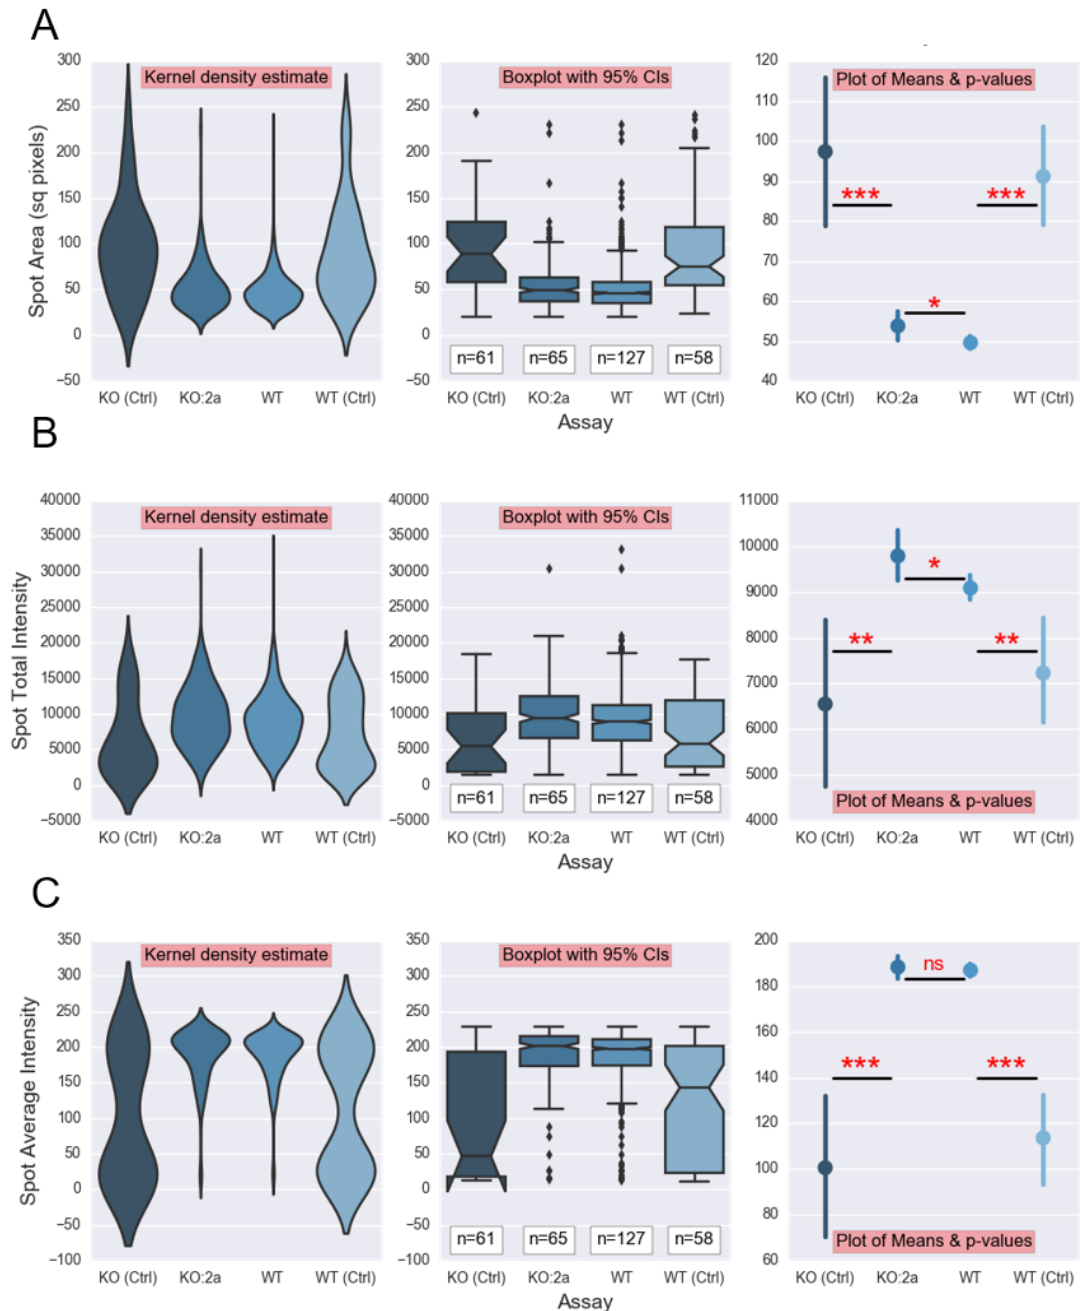 A
Kernel density estimate
Boxplot with 95% CIs
Plot of Means & p-values
Spot Area (sq pixels)
300
250
200
150
100
50
0
−50
300
250
200
150
100
50
0
−50
120
110
100
90
80
70
60
50
40
*** ***
*
n=61 n=65 n=127 n=58
KO (Ctrl) KO:2a WT WT (Ctrl)
KO (Ctrl) KO:2a WT WT (Ctrl)
KO (Ctrl) KO:2a WT WT (Ctrl)
Assay
B
Kernel density estimate
Boxplot with 95% CIs
Spot Total Intensity
40000
35000
30000
25000
20000
15000
10000
5000
0
−5000
40000
35000
30000
25000
20000
15000
10000
5000
0
−5000
11000
10000
9000
8000
7000
6000
5000
4000
*
** **
n=61 n=65 n=127 n=58
Plot of Means & p-values
KO (Ctrl) KO:2a WT WT (Ctrl)
KO (Ctrl) KO:2a WT WT (Ctrl)
KO (Ctrl) KO:2a WT WT (Ctrl)
Assay
C
Kernel density estimate
Boxplot with 95% CIs
Spot Average Intensity
350
300
250
200
150
100
50
0
−50
−100
350
300
250
200
150
100
50
0
−50
−100
200
180
160
140
120
100
80
60
ns
*** ***
n=61 n=65 n=127 n=58
Plot of Means & p-values
KO (Ctrl) KO:2a WT WT (Ctrl)
KO (Ctrl) KO:2a WT WT (Ctrl)
KO (Ctrl) KO:2a WT WT (Ctrl)
Assay